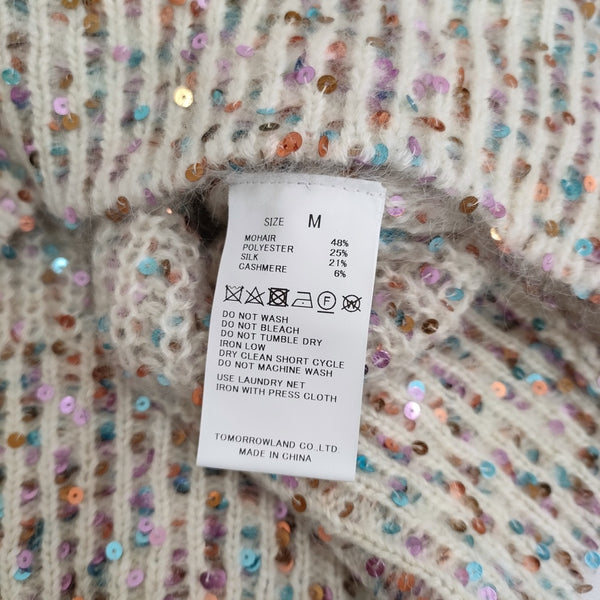 SIZE M
MOHAIR 48%
POLYESTER 25%
SILK 21%
CASHMERE 6%
DO NOT WASH
DO NOT BLEACH
DO NOT TUMBLE DRY
IRON LOW
DRY CLEAN SHORT CYCLE
DO NOT MACHINE WASH
USE LAUNDRY NET
IRON WITH PRESS CLOTH
TOMORROWLAND CO.,LTD
MADE IN CHINA